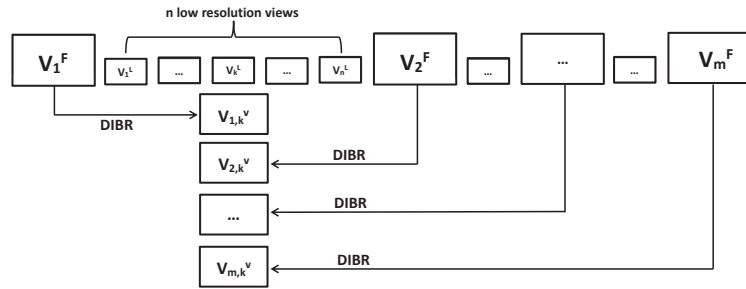 n low resolution views
V₁ᶠ V₁ᴸ ... Vₖᴸ ... Vₙᴸ V₂ᶠ ... ... ... Vₘᶠ
DIBR V₁,ₖᵛ
V₂,ₖᵛ DIBR
... DIBR
Vₘ,ₖᵛ DIBR